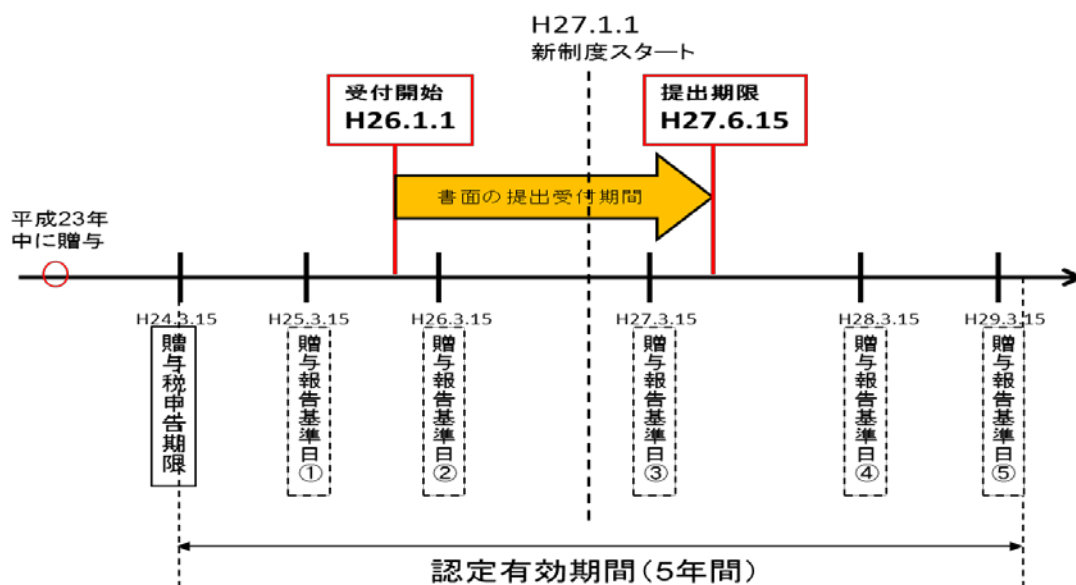 H27.1.1
新制度スタート
受付開始
H26.1.1
提出期限
H27.6.15
書面の提出受付期間
平成23年
中に贈与
H24.3.15
H25.3.15
H26.3.15
H27.3.15
H28.3.15
H29.3.15
贈与税申告期限
贈与報告基準日①
贈与報告基準日②
贈与報告基準日③
贈与報告基準日④
贈与報告基準日⑤
認定有効期間(5年間)